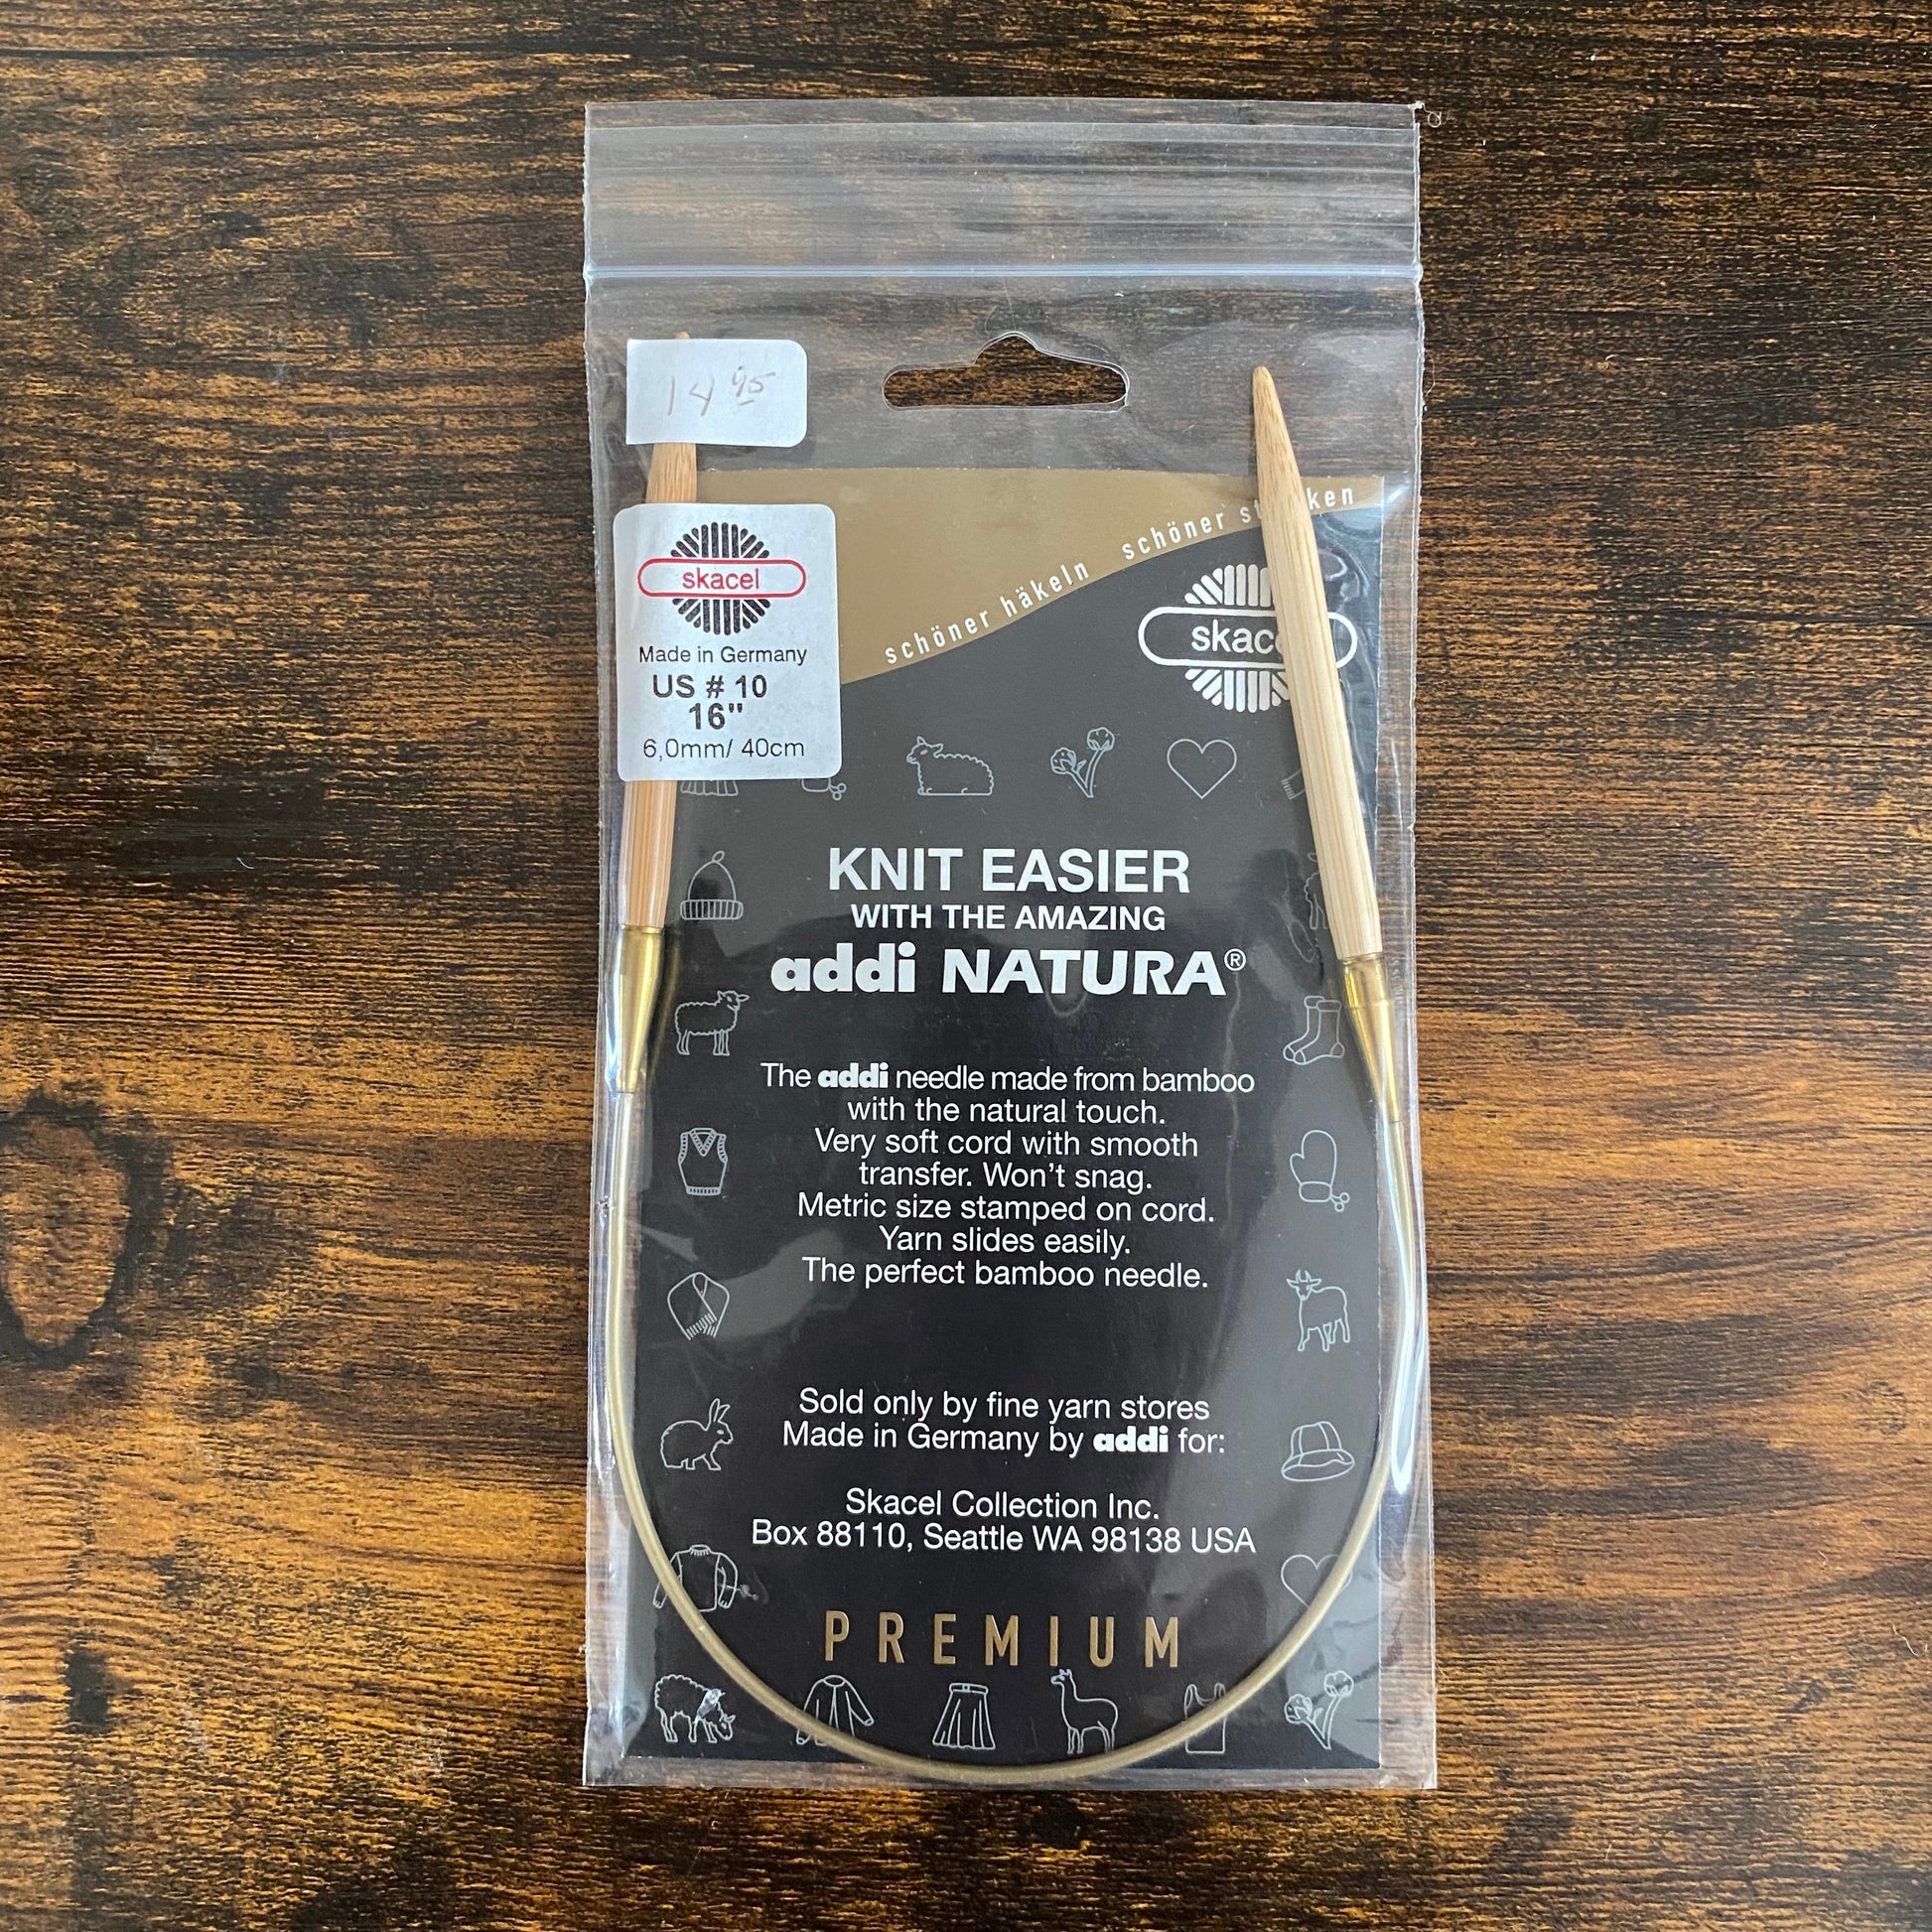 14 95
skacel
Made in Germany
US # 10
16"
6,0mm/ 40cm
schöner häkeln schöner st ken
skace
KNIT EASIER
WITH THE AMAZING
addi NATURA®
The addi needle made from bamboo
with the natural touch.
Very soft cord with smooth
transfer. Won't snag.
Metric size stamped on cord.
Yarn slides easily.
The perfect bamboo needle.
Sold only by fine yarn stores
Made in Germany by addi for:
Skacel Collection Inc.
Box 88110, Seattle WA 98138 USA
PREMIUM